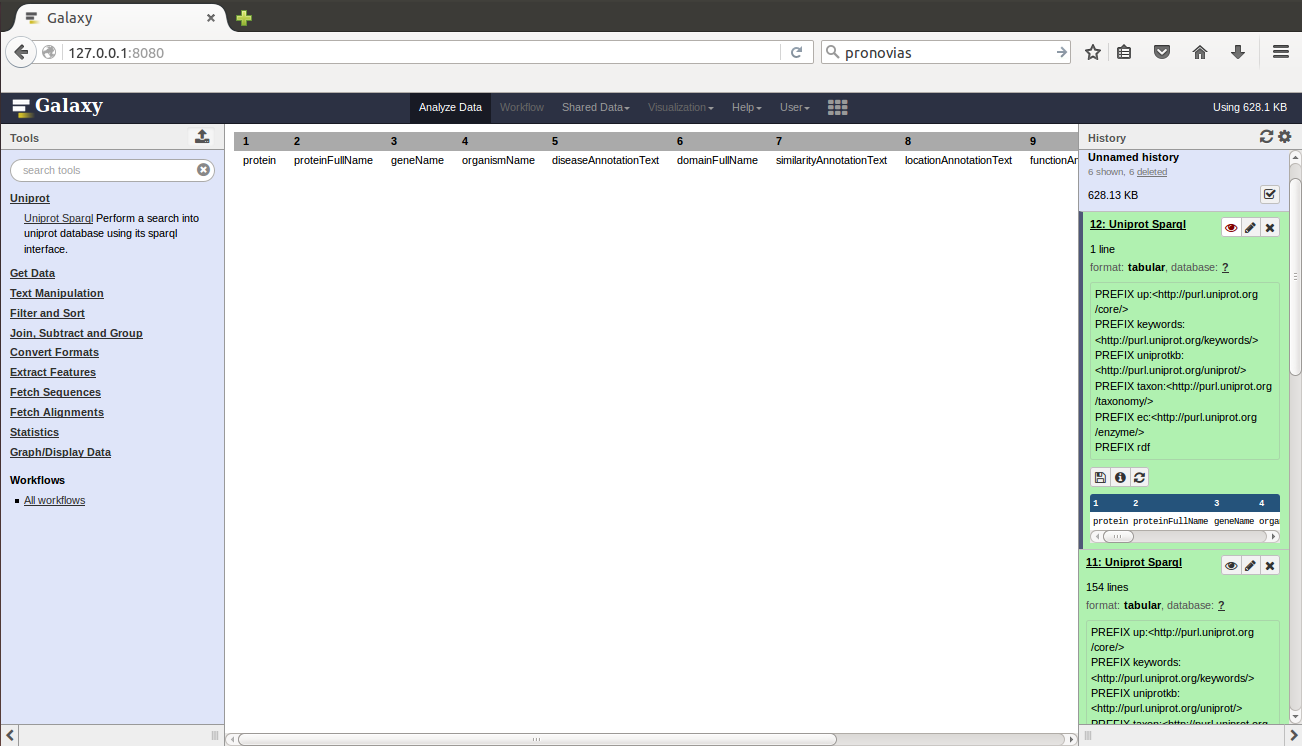 Galaxy
127.0.0.1:8080
pronovias
Galaxy
Analyze Data Workflow Shared Data Visualization Help User
Using 628.1 KB
Tools
search tools
Uniprot
Uniprot Sparql Perform a search into
uniprot database using its sparql
interface.
Get Data
Text Manipulation
Filter and Sort
Join, Subtract and Group
Convert Formats
Extract Features
Fetch Sequences
Fetch Alignments
Statistics
Graph/Display Data
Workflows
All workflows
1 2 3 4 5 6 7 8 9
protein proteinFullName geneName organismName diseaseAnnotationText domainFullName similarityAnnotationText locationAnnotationText functionAn
History
Unnamed history
6 shown, 6 deleted
628.13 KB
12: Uniprot Sparql
1 line
format: tabular, database: ?
PREFIX up:<http://purl.uniprot.org
/core/>
PREFIX keywords:
<http://purl.uniprot.org/keywords/>
PREFIX uniprotkb:
<http://purl.uniprot.org/uniprot/>
PREFIX taxon:<http://purl.uniprot.org
/taxonomy/>
PREFIX ec:<http://purl.uniprot.org
/enzyme/>
PREFIX rdf
1 2 3 4
protein proteinFullName geneName orga
11: Uniprot Sparql
154 lines
format: tabular, database: ?
PREFIX up:<http://purl.uniprot.org
/core/>
PREFIX keywords:
<http://purl.uniprot.org/keywords/>
PREFIX uniprotkb:
<http://purl.uniprot.org/uniprot/>
PREFIX taxon:<http://purl.uniprot.org